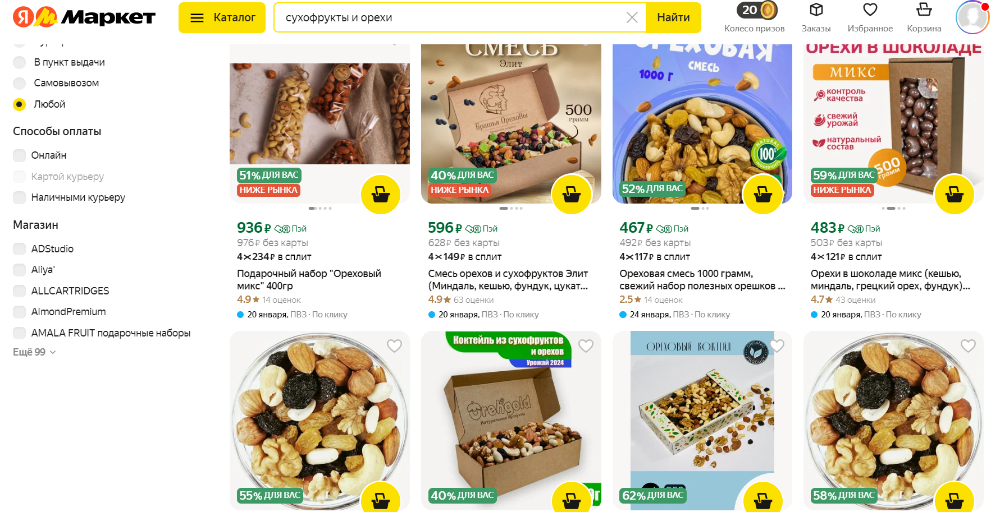 Я М Маркет
Каталог
сухофрукты и орехи
Найти
20
Колесо призов
Заказы
Избранное
Корзина
В пункт выдачи
Самовывозом
Любой
Способы оплаты
Онлайн
Картой курьеру
Наличными курьеру
Магазин
ADStudio
Aliya'
ALLCARTRIDGES
AlmondPremium
AMALA FRUIT подарочные наборы
Ещё 99
51% ДЛЯ ВАС
НИЖЕ РЫНКА
936 ₽ Я Пэй
976 ₽ без карты
4×234 ₽ в сплит
Подарочный набор "Ореховый
микс" 400гр
4.9 ★ 14 оценок
20 января, ПВЗ · По клику
СМЕСЬ
Элит
Братья Ореховы
500
грамм
40% ДЛЯ ВАС
НИЖЕ РЫНКА
596 ₽ Я Пэй
628 ₽ без карты
4×149 ₽ в сплит
Смесь орехов и сухофруктов Элит
(Миндаль, кешью, фундук, цукат...
4.9 ★ 63 оценки
20 января, ПВЗ · По клику
ОРЕХОВАЯ
СМЕСЬ
1000 г
NATURAL
100%
INGREDIENTS
52% ДЛЯ ВАС
467 ₽ Я Пэй
492 ₽ без карты
4×117 ₽ в сплит
Ореховая смесь 1000 грамм,
свежий набор полезных орешков ...
2.5 ★ 14 оценок
24 января, ПВЗ · По клику
ОРЕХИ В ШОКОЛАДЕ
МИКС
контроль
качества
свежий
урожай
натуральный
состав
500
грамм
59% ДЛЯ ВАС
НИЖЕ РЫНКА
483 ₽ Я Пэй
503 ₽ без карты
4×121 ₽ в сплит
Орехи в шоколаде микс (кешью,
миндаль, грецкий орех, фундук)...
4.7 ★ 43 оценки
20 января, ПВЗ · По клику
55% ДЛЯ ВАС
Коктейль из сухофруктов
и орехов
Урожай 2024
Orehgold
Натуральные продукты
40% ДЛЯ ВАС
ОРЕХОВЫЙ КОКТЕЙЛ
ORGANIC
PRODUCT
62% ДЛЯ ВАС
58% ДЛЯ ВАС